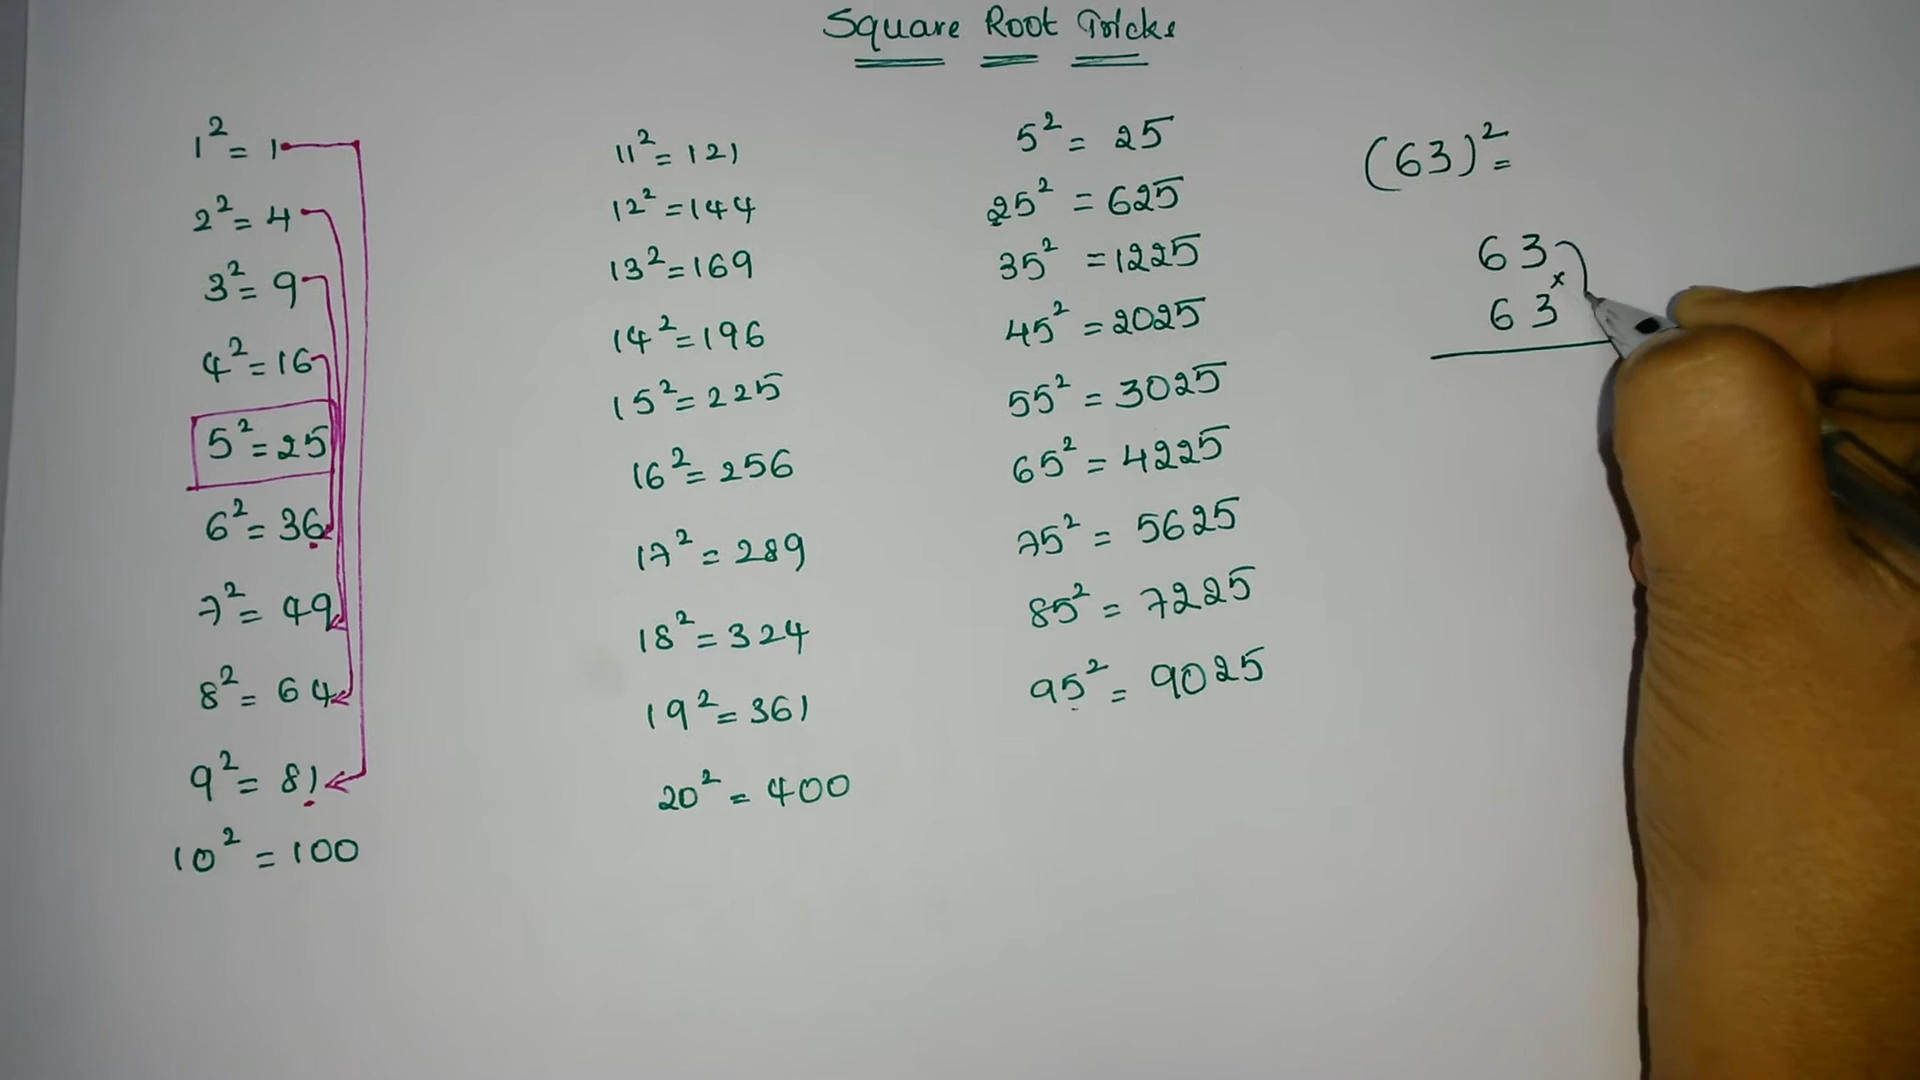 Square Root Tricks
1² = 1
2² = 4
3² = 9
4² = 16
5² = 25
6² = 36
7² = 49
8² = 64
9² = 81
10² = 100
11² = 121
12² = 144
13² = 169
14² = 196
15² = 225
16² = 256
17² = 289
18² = 324
19² = 361
20² = 400
5² = 25
25² = 625
35² = 1225
45² = 2025
55² = 3025
65² = 4225
75² = 5625
85² = 7225
95² = 9025
(63)² =
63
×
63